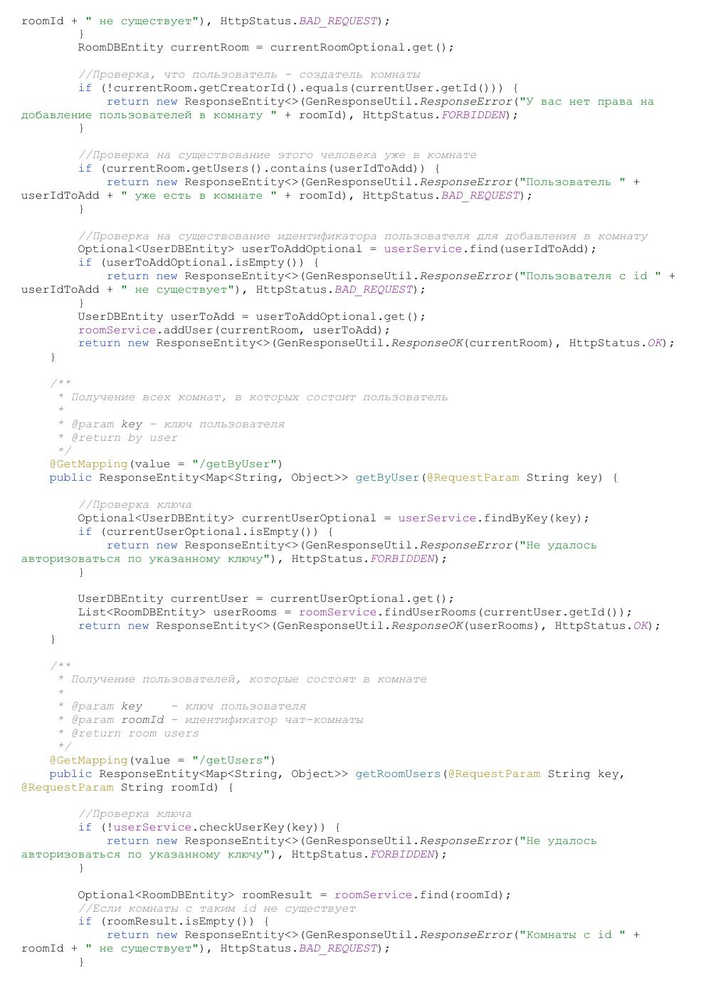 roomId + " не существует"), HttpStatus.BAD_REQUEST);
        }
        RoomDBEntity currentRoom = currentRoomOptional.get();

        //Проверка, что пользователь - создатель комнаты
        if (!currentRoom.getCreatorId().equals(currentUser.getId())) {
            return new ResponseEntity<>(GenResponseUtil.ResponseError("У вас нет права на
добавление пользователей в комнату " + roomId), HttpStatus.FORBIDDEN);
        }

        //Проверка на существование этого человека уже в комнате
        if (currentRoom.getUsers().contains(userIdToAdd)) {
            return new ResponseEntity<>(GenResponseUtil.ResponseError("Пользователь " +
userIdToAdd + " уже есть в комнате " + roomId), HttpStatus.BAD_REQUEST);
        }

        //Проверка на существование идентификатора пользователя для добавления в комнату
        Optional<UserDBEntity> userToAddOptional = userService.find(userIdToAdd);
        if (userToAddOptional.isEmpty()) {
            return new ResponseEntity<>(GenResponseUtil.ResponseError("Пользователя с id " +
userIdToAdd + " не существует"), HttpStatus.BAD_REQUEST);
        }
        UserDBEntity userToAdd = userToAddOptional.get();
        roomService.addUser(currentRoom, userToAdd);
        return new ResponseEntity<>(GenResponseUtil.ResponseOK(currentRoom), HttpStatus.OK);
    }

    /**
     * Получение всех комнат, в которых состоит пользователь
     *
     * @param key - ключ пользователя
     * @return by user
     */
    @GetMapping(value = "/getByUser")
    public ResponseEntity<Map<String, Object>> getByUser(@RequestParam String key) {

        //Проверка ключа
        Optional<UserDBEntity> currentUserOptional = userService.findByKey(key);
        if (currentUserOptional.isEmpty()) {
            return new ResponseEntity<>(GenResponseUtil.ResponseError("Не удалось
авторизоваться по указанному ключу"), HttpStatus.FORBIDDEN);
        }

        UserDBEntity currentUser = currentUserOptional.get();
        List<RoomDBEntity> userRooms = roomService.findUserRooms(currentUser.getId());
        return new ResponseEntity<>(GenResponseUtil.ResponseOK(userRooms), HttpStatus.OK);
    }

    /**
     * Получение пользователей, которые состоят в комнате
     *
     * @param key    - ключ пользователя
     * @param roomId - идентификатор чат-комнаты
     * @return room users
     */
    @GetMapping(value = "/getUsers")
    public ResponseEntity<Map<String, Object>> getRoomUsers(@RequestParam String key,
@RequestParam String roomId) {

        //Проверка ключа
        if (!userService.checkUserKey(key)) {
            return new ResponseEntity<>(GenResponseUtil.ResponseError("Не удалось
авторизоваться по указанному ключу"), HttpStatus.FORBIDDEN);
        }

        Optional<RoomDBEntity> roomResult = roomService.find(roomId);
        //Если комнаты с таким id не существует
        if (roomResult.isEmpty()) {
            return new ResponseEntity<>(GenResponseUtil.ResponseError("Комнаты с id " +
roomId + " не существует"), HttpStatus.BAD_REQUEST);
        }